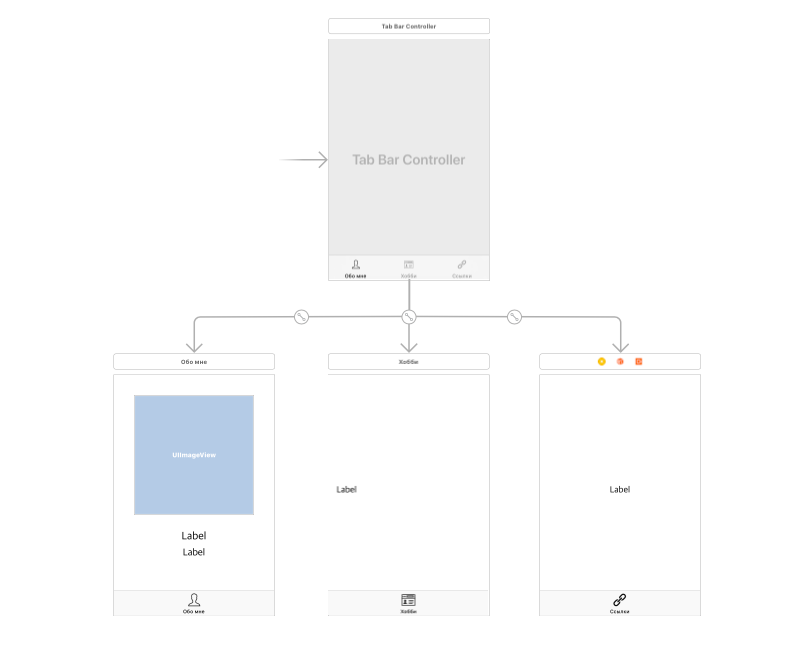 Tab Bar Controller
Tab Bar Controller
Обо мне Хобби Ссылки
Обо мне Хобби
UIImageView
Label
Label
Label
Label
Обо мне Хобби Ссылки